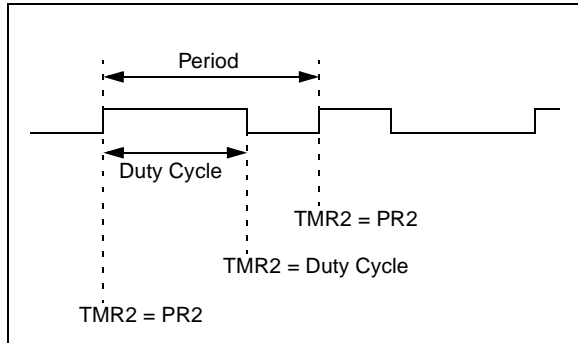 Period
Duty Cycle
TMR2 = PR2
TMR2 = Duty Cycle
TMR2 = PR2